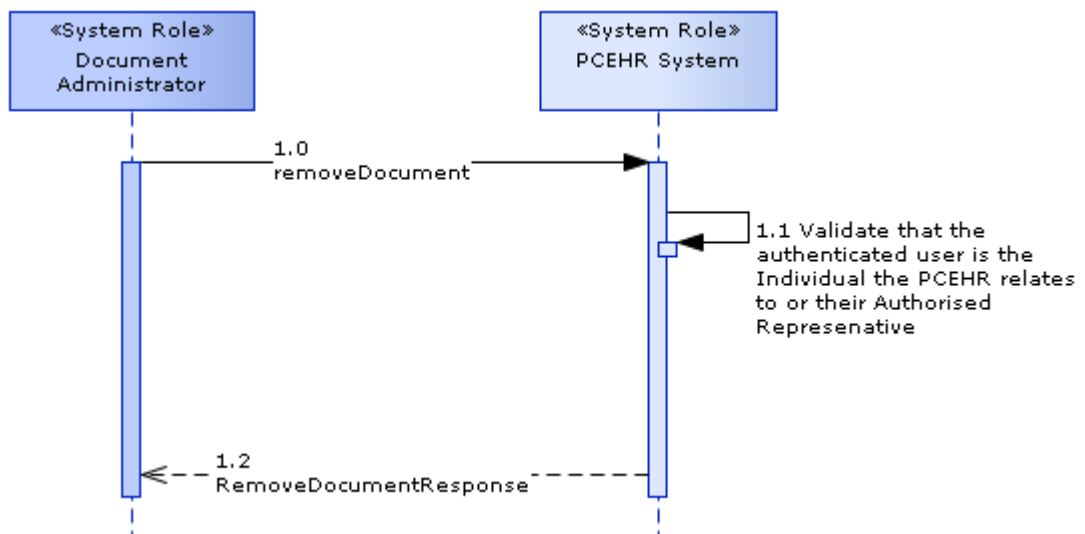 «System Role»
Document
Administrator
«System Role»
PCEHR System
1.0
removeDocument
1.1 Validate that the
authenticated user is the
Individual the PCEHR relates
to or their Authorised
Represenative
1.2
RemoveDocumentResponse